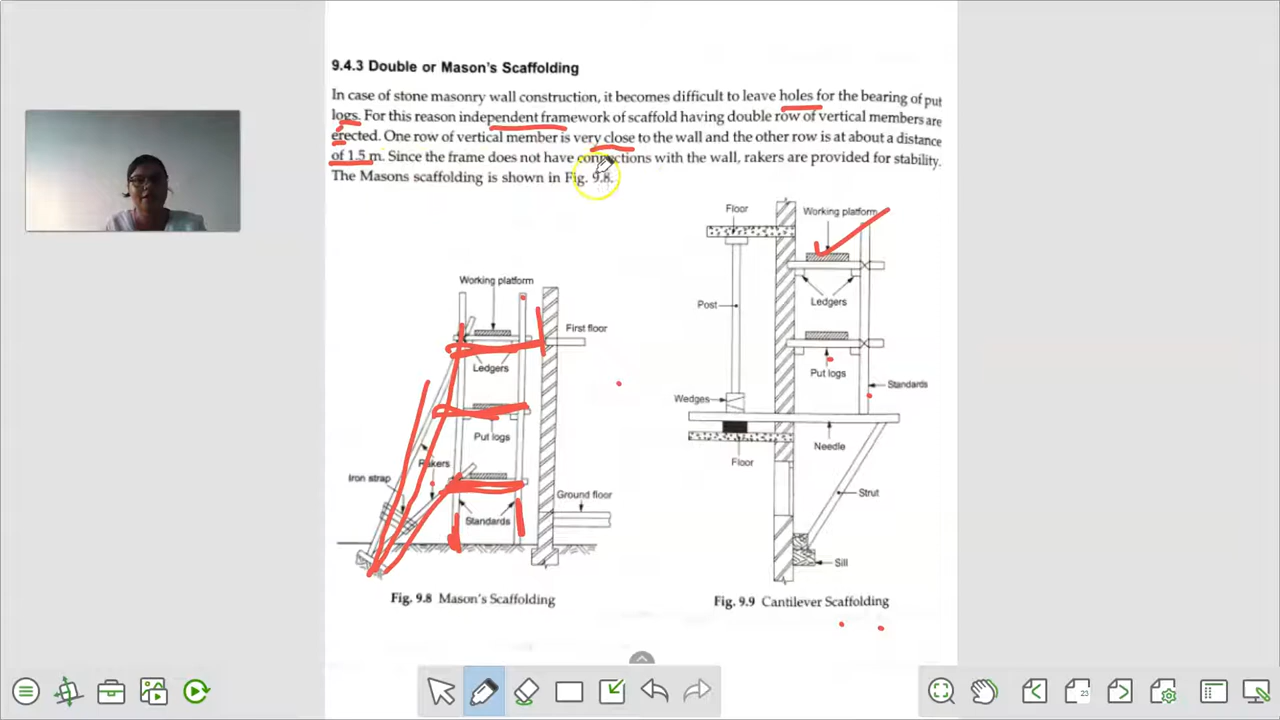 9.4.3 Double or Mason's Scaffolding
In case of stone masonry wall construction, it becomes difficult to leave holes for the bearing of put
logs. For this reason independent framework of scaffold having double row of vertical members are
erected. One row of vertical member is very close to the wall and the other row is at about a distance
of 1.5 m. Since the frame does not have connections with the wall, rakers are provided for stability.
The Masons scaffolding is shown in Fig. 9.8.
Working platform
First floor
Ledgers
Put logs
Rakers
Iron strap
Ground floor
Standards
Fig. 9.8 Mason's Scaffolding
Floor
Working platform
Ledgers
Post
Put logs
Standards
Wedges
Needle
Floor
Strut
Sill
Fig. 9.9 Cantilever Scaffolding
23